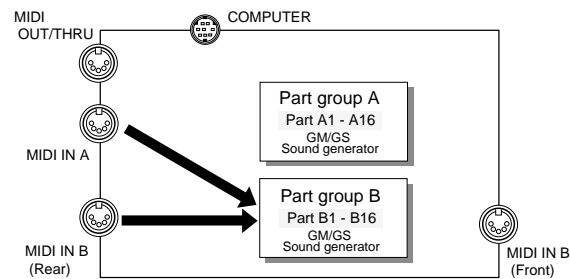 MIDI
OUT/THRU
COMPUTER
MIDI IN A
MIDI IN B
(Rear)
Part group A
Part A1 - A16
GM/GS
Sound generator
Part group B
Part B1 - B16
GM/GS
Sound generator
MIDI IN B
(Front)